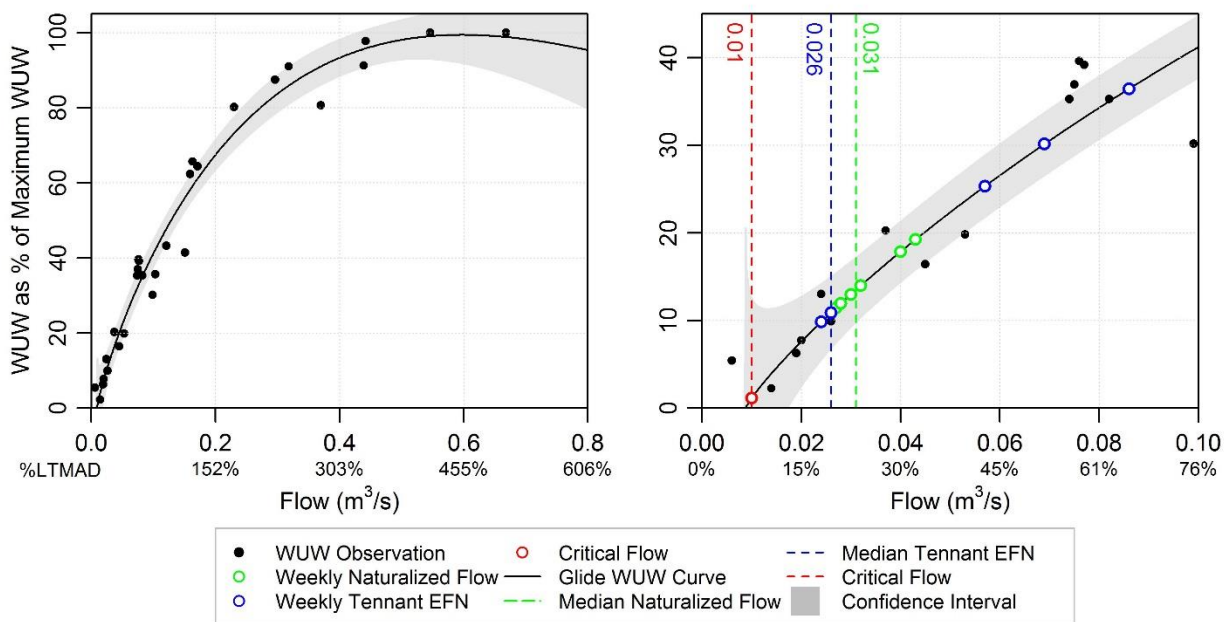 WUW as % of Maximum WUW
100
80
60
40
20
0
0.0 0.2 0.4 0.6 0.8
%LTMAD 152% 303% 455% 606%
Flow (m³/s)
0.01
0.026
0.031
40
30
20
10
0
0.00 0.02 0.04 0.06 0.08 0.10
0% 15% 30% 45% 61% 76%
Flow (m³/s)
WUW Observation Critical Flow Median Tennant EFN
Weekly Naturalized Flow Glide WUW Curve Critical Flow
Weekly Tennant EFN Median Naturalized Flow Confidence Interval